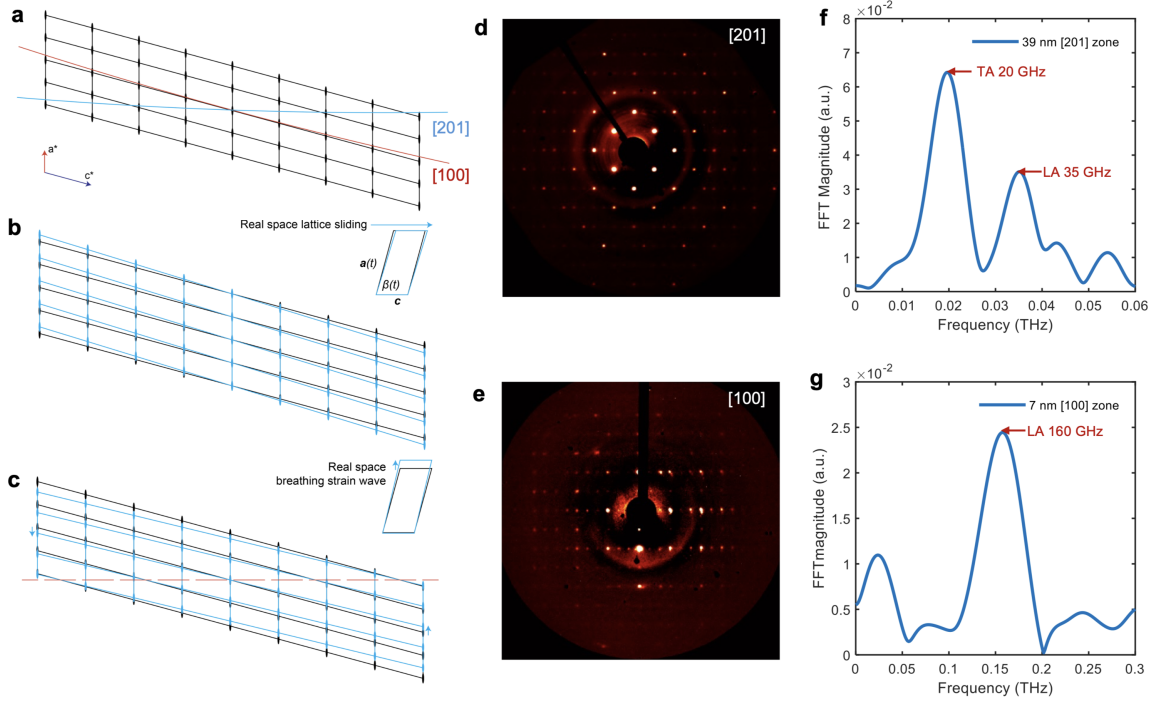 a
[201]
[100]
a*
c*
b
Real space lattice sliding
a(t)
β(t)
c
c
Real space
breathing strain wave
d
[201]
e
[100]
f
×10⁻²
8
7
6
5
4
3
2
1
0
FFT Magnitude (a.u.)
39 nm [201] zone
TA 20 GHz
LA 35 GHz
0 0.01 0.02 0.03 0.04 0.05 0.06
Frequency (THz)
g
×10⁻²
3
2.5
2
1.5
1
0.5
0
FFTmagnitude (a.u.)
7 nm [100] zone
LA 160 GHz
0 0.05 0.1 0.15 0.2 0.25 0.3
Frequency (THz)